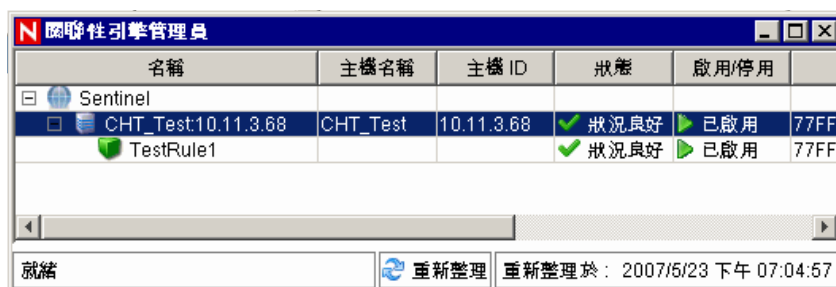 N 關聯性引擎管理員
名稱 主機名稱 主機 ID 狀態 啟用/停用
Sentinel
CHT_Test:10.11.3.68 CHT_Test 10.11.3.68 狀況良好 已啟用 77FF
TestRule1 狀況良好 已啟用 77FF
就緒 重新整理 重新整理於： 2007/5/23 下午 07:04:57